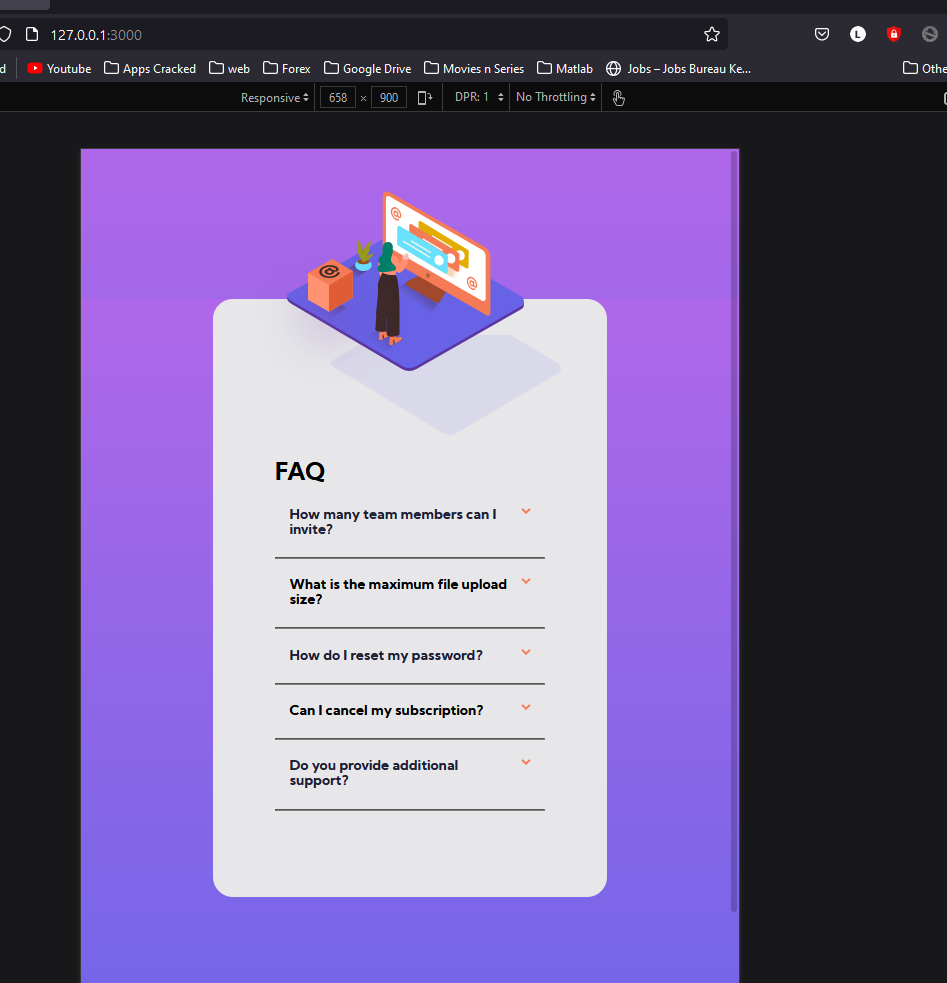 127.0.0.1:3000
d Youtube Apps Cracked web Forex Google Drive Movies n Series Matlab Jobs – Jobs Bureau Ke... Othe
Responsive 658 × 900 DPR: 1 No Throttling
FAQ
How many team members can I
invite?
What is the maximum file upload
size?
How do I reset my password?
Can I cancel my subscription?
Do you provide additional
support?